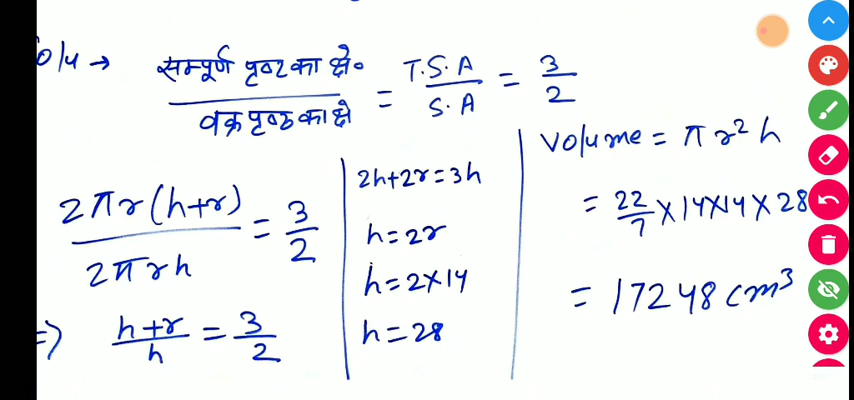 Solu → सम्पूर्ण पृष्ठ का क्षे० / वक्र पृष्ठ का क्षे = T.S.A / S.A = 3/2
2πr(h+r) / 2πrh = 3/2
⇒ h+r / h = 3/2
2h+2r=3h
h=2r
h=2×14
h=28
Volume = πr²h
= 22/7 ×14×14×28
= 17248 cm³